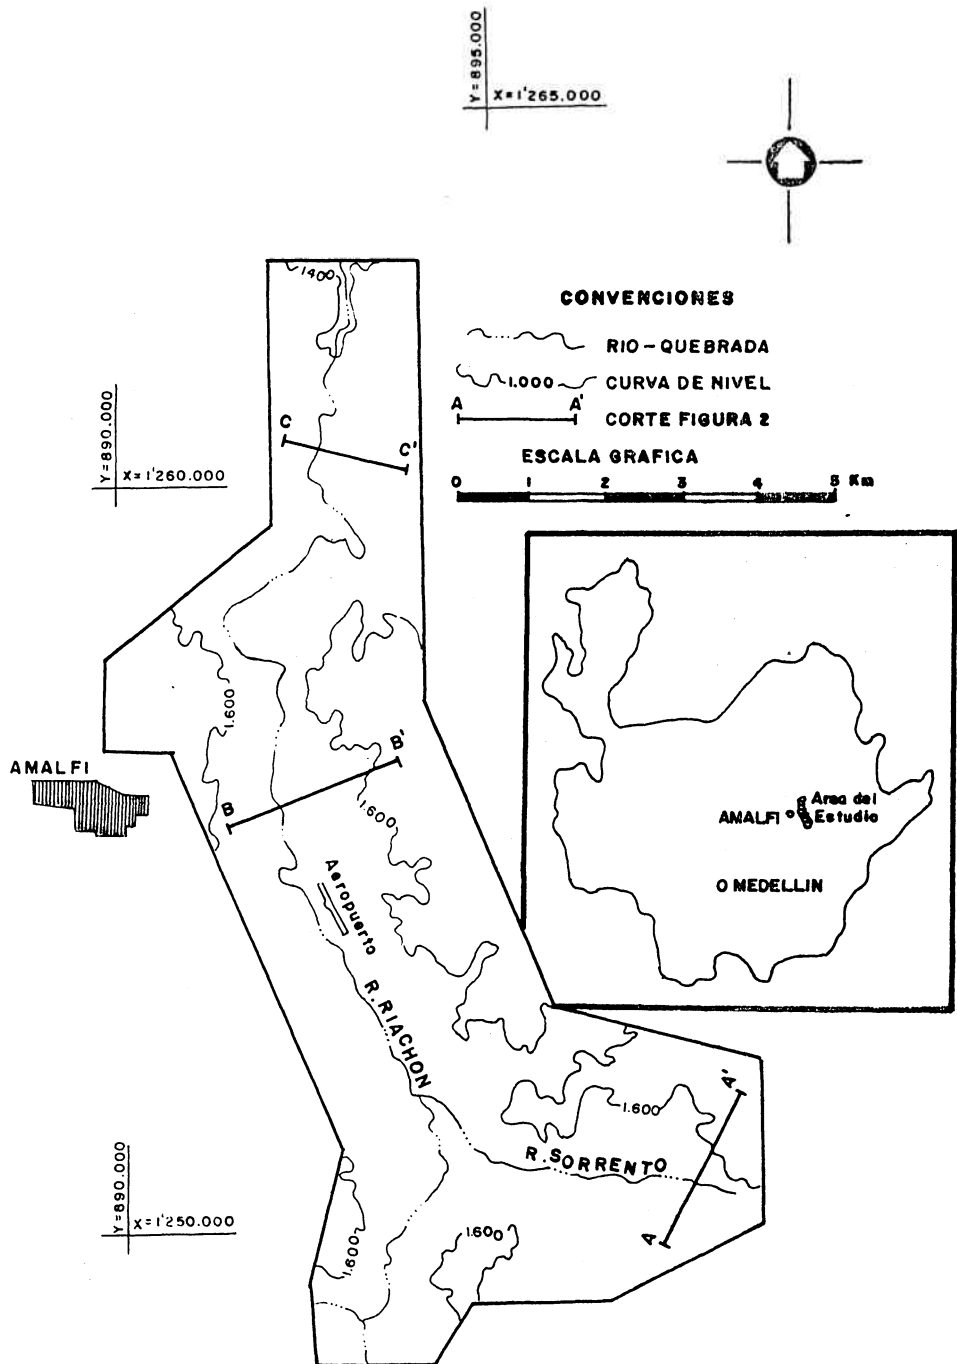 Y=895.000
X=1'265.000
1400
CONVENCIONES
RIO-QUEBRADA
1.000
CURVA DE NIVEL
A
A'
CORTE FIGURA 2
ESCALA GRAFICA
0 1 2 3 4 5 Km
C
C'
Y=890.000
X=1'260.000
1.600
AMALFI
B
B'
1.600
Aeropuerto
R. RIACHON
AMALFI
Area del
Estudio
O MEDELLIN
1.600
A'
R. SORRENTO
A
Y=890.000
X=1'250.000
1.600
1.600